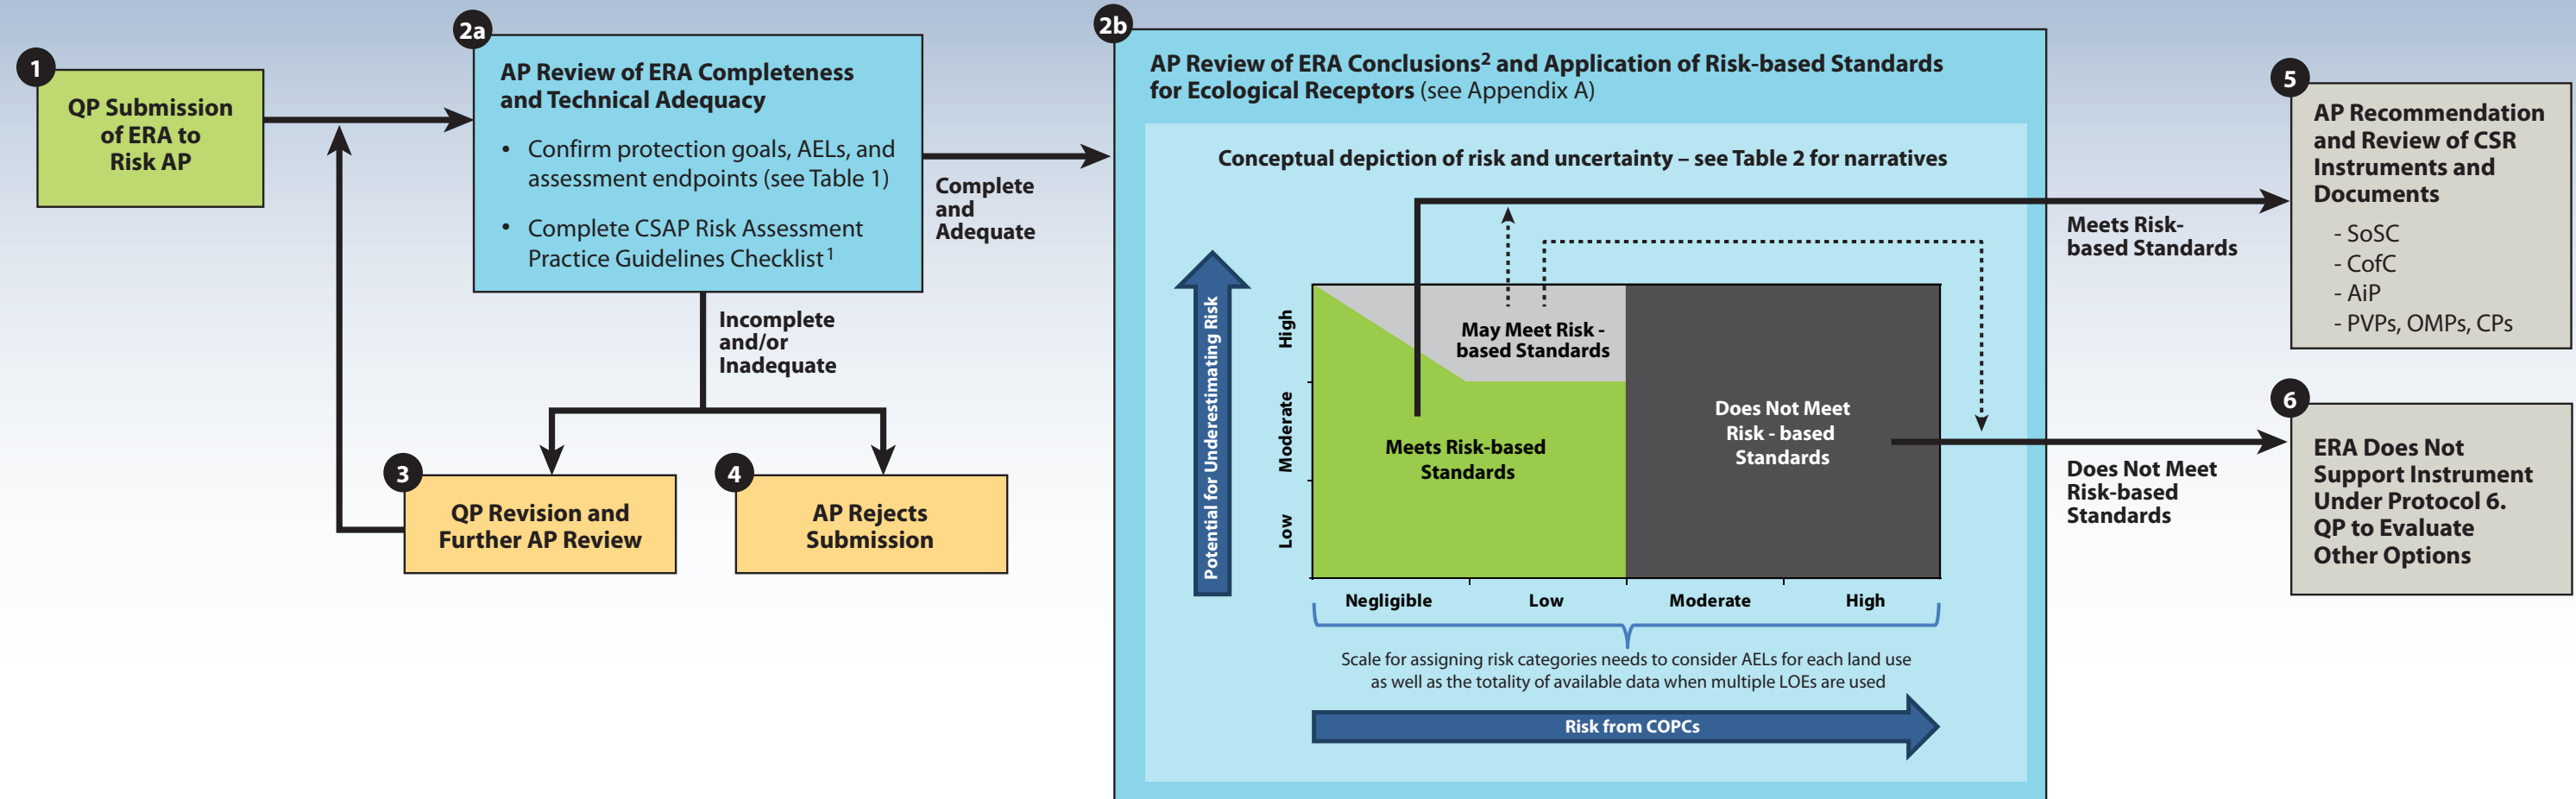 1
QP Submission
of ERA to
Risk AP
2a
AP Review of ERA Completeness
and Technical Adequacy
• Confirm protection goals, AELs, and
assessment endpoints (see Table 1)
• Complete CSAP Risk Assessment
Practice Guidelines Checklist¹
Complete
and
Adequate
Incomplete
and/or
Inadequate
3
QP Revision and
Further AP Review
4
AP Rejects
Submission
2b
AP Review of ERA Conclusions² and Application of Risk-based Standards
for Ecological Receptors (see Appendix A)
Conceptual depiction of risk and uncertainty – see Table 2 for narratives
Potential for Underestimating Risk
High
Moderate
Low
May Meet Risk -
based Standards
Meets Risk-based
Standards
Does Not Meet
Risk - based
Standards
Negligible
Low
Moderate
High
Scale for assigning risk categories needs to consider AELs for each land use
as well as the totality of available data when multiple LOEs are used
Risk from COPCs
Meets Risk-
based Standards
Does Not Meet
Risk-based
Standards
5
AP Recommendation
and Review of CSR
Instruments and
Documents
- SoSC
- CofC
- AiP
- PVPs, OMPs, CPs
6
ERA Does Not
Support Instrument
Under Protocol 6.
QP to Evaluate
Other Options